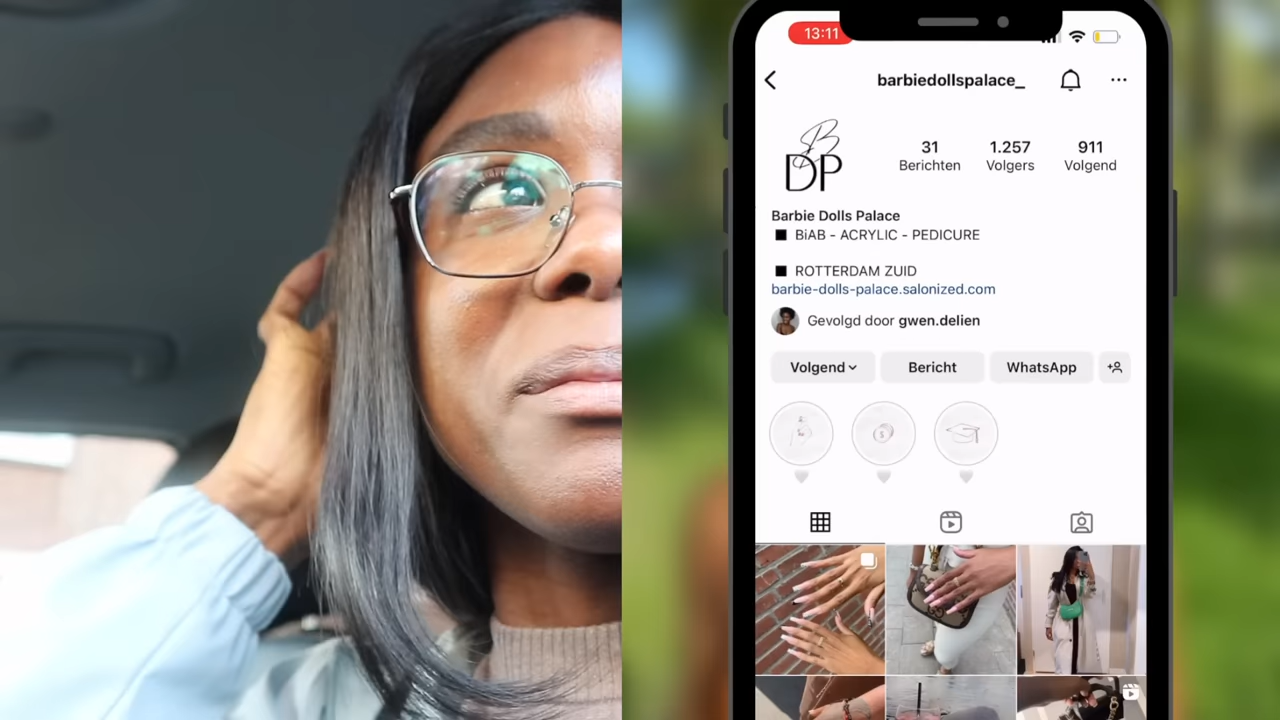 13:11
barbiedollspalace_
B
DP
31
Berichten
1.257
Volgers
911
Volgend
Barbie Dolls Palace
BiAB - ACRYLIC - PEDICURE
ROTTERDAM ZUID
barbie-dolls-palace.salonized.com
Gevolgd door gwen.delien
Volgend
Bericht
WhatsApp